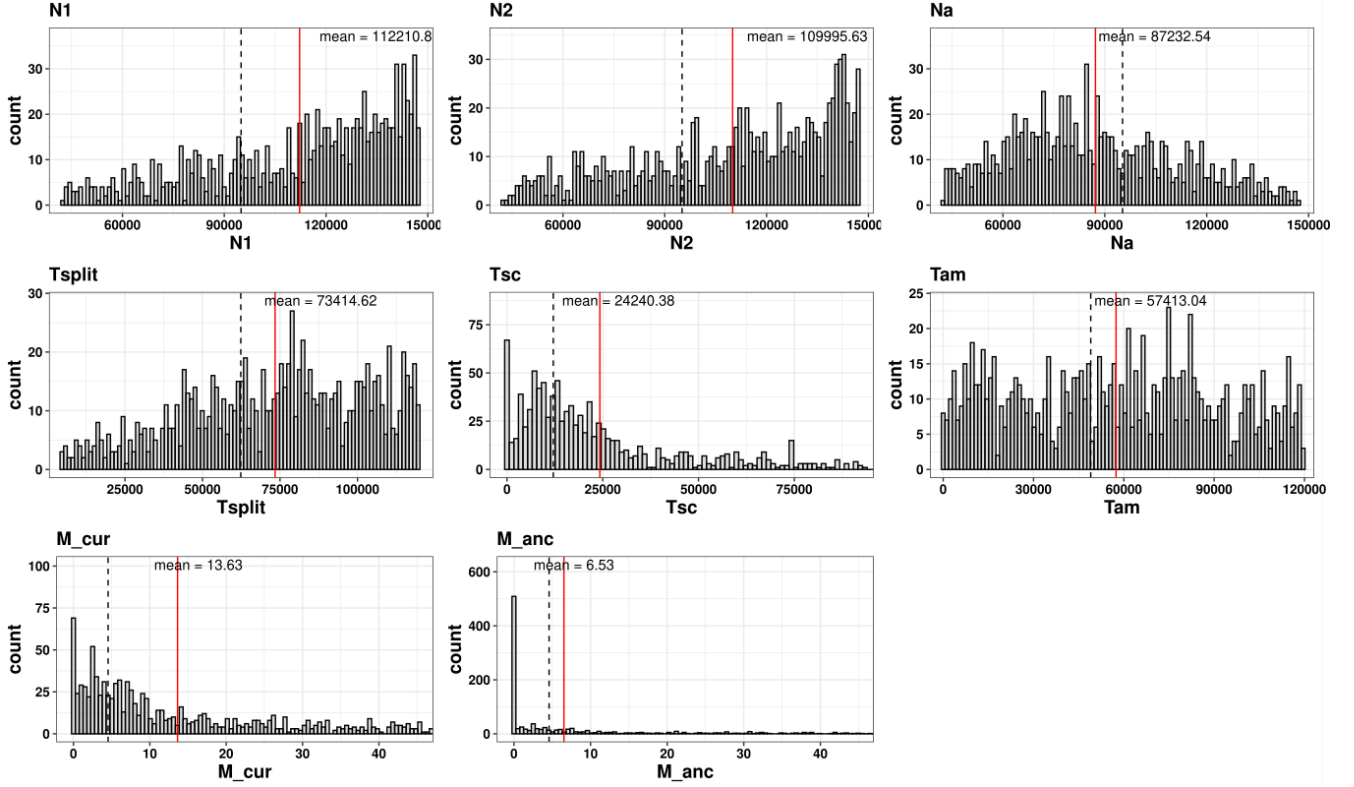 N1
mean = 112210.8
count
30
20
10
0
60000
90000
120000
15000
N1
N2
mean = 109995.63
count
30
20
10
0
60000
90000
120000
15000
N2
Na
mean = 87232.54
count
30
20
10
0
60000
90000
120000
150000
Na
Tsplit
mean = 73414.62
count
30
20
10
0
25000
50000
75000
100000
Tsplit
Tsc
mean = 24240.38
count
75
50
25
0
0
25000
50000
75000
Tsc
Tam
mean = 57413.04
count
25
20
15
10
5
0
0
30000
60000
90000
120000
Tam
M_cur
mean = 13.63
count
100
75
50
25
0
0
10
20
30
40
M_cur
M_anc
mean = 6.53
count
600
400
200
0
0
10
20
30
40
M_anc